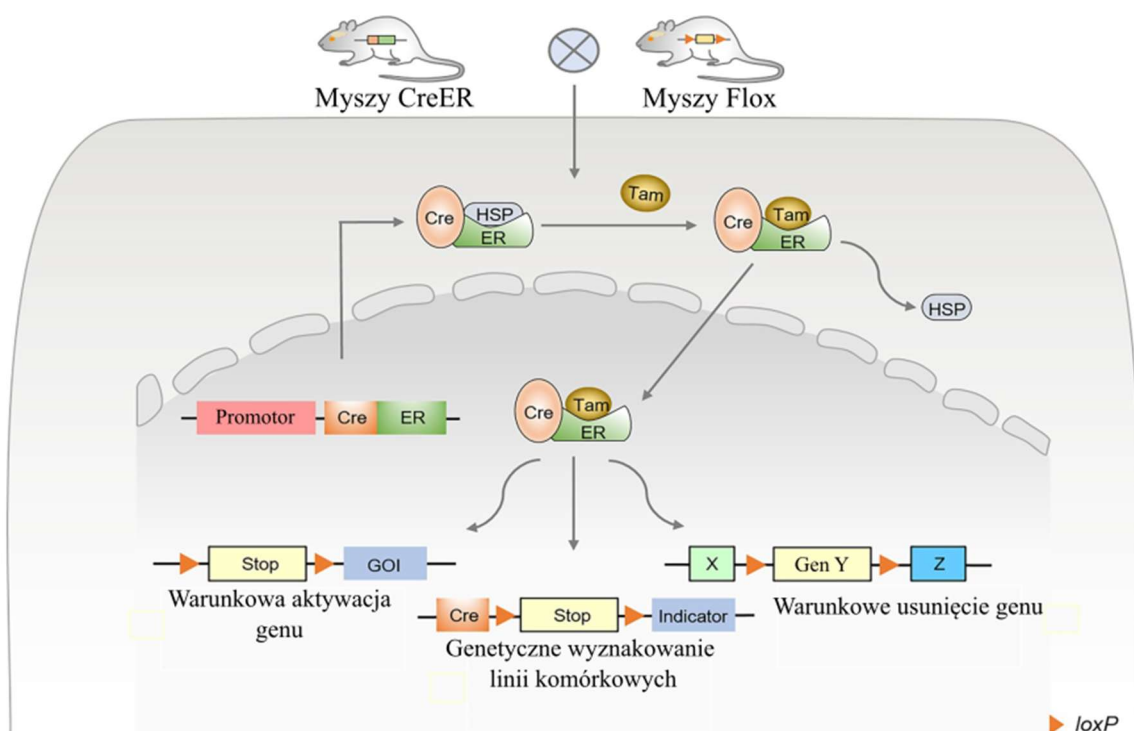 Myszy CreER
Myszy Flox
Cre
HSP
ER
Tam
Cre
Tam
ER
HSP
Promotor
Cre
ER
Cre
Tam
ER
Stop
GOI
Warunkowa aktywacja
genu
Cre
Stop
Indicator
Genetyczne wyznakowanie
linii komórkowych
X
Gen Y
Z
Warunkowe usunięcie genu
loxP